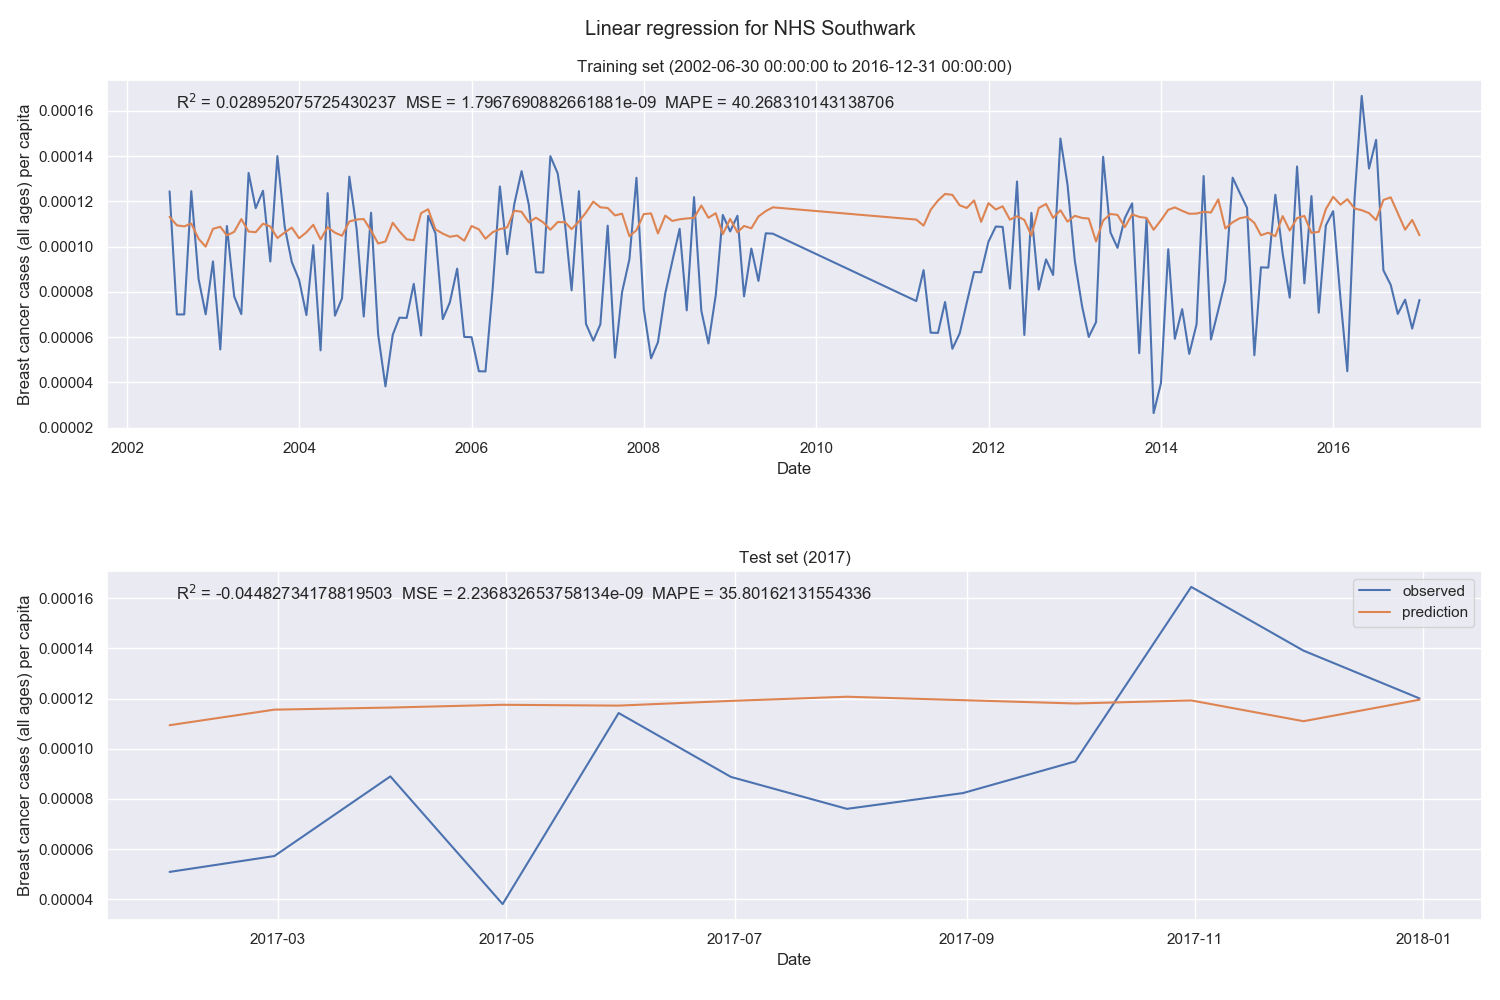 Linear regression for NHS Southwark
Training set (2002-06-30 00:00:00 to 2016-12-31 00:00:00)
R² = 0.028952075725430237 MSE = 1.7967690882661881e-09 MAPE = 40.268310143138706
Breast cancer cases (all ages) per capita
0.00016
0.00014
0.00012
0.00010
0.00008
0.00006
0.00004
0.00002
2002 2004 2006 2008 2010 2012 2014 2016
Date
Test set (2017)
R² = -0.04482734178819503 MSE = 2.236832653758134e-09 MAPE = 35.80162131554336
observed
prediction
Breast cancer cases (all ages) per capita
0.00016
0.00014
0.00012
0.00010
0.00008
0.00006
0.00004
2017-03 2017-05 2017-07 2017-09 2017-11 2018-01
Date